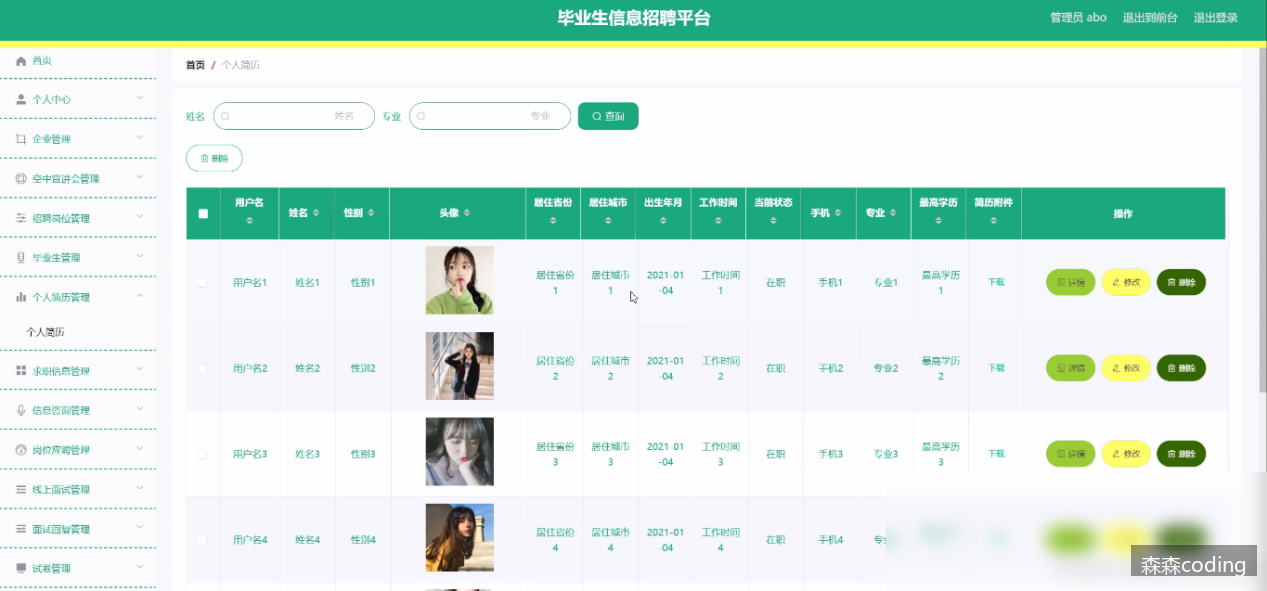 毕业生信息招聘平台
管理员 abo 退出到前台 退出登录
首页
个人中心
企业管理
空中宣讲会管理
招聘岗位管理
毕业生管理
个人简历管理
个人简历
求职信息管理
信息咨询管理
岗位应聘管理
线上面试管理
面试回复管理
试卷管理
首页 / 个人简历
姓名 姓名 专业 专业 查询
删除
用户名 姓名 性别 头像 居住省份 居住城市 出生年月 工作时间 当前状态 手机 专业 最高学历 简历附件 操作
用户名1 姓名1 性别1 居住省份1 居住城市1 2021-01-04 工作时间1 在职 手机1 专业1 最高学历1 下载 详情 修改 删除
用户名2 姓名2 性别2 居住省份2 居住城市2 2021-01-04 工作时间2 在职 手机2 专业2 最高学历2 下载 详情 修改 删除
用户名3 姓名3 性别3 居住省份3 居住城市3 2021-01-04 工作时间3 在职 手机3 专业3 最高学历3 下载 详情 修改 删除
用户名4 姓名4 性别4 居住省份4 居住城市4 2021-01-04 工作时间4 在职 手机4 专
森森coding